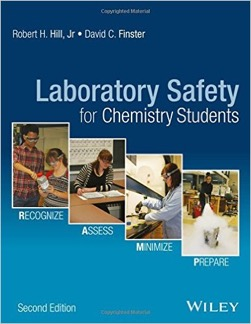 Robert H. Hill, Jr • David C. Finster
Laboratory Safety
for Chemistry Students
RECOGNIZE
ASSESS
MINIMIZE
PREPARE
Second Edition
WILEY